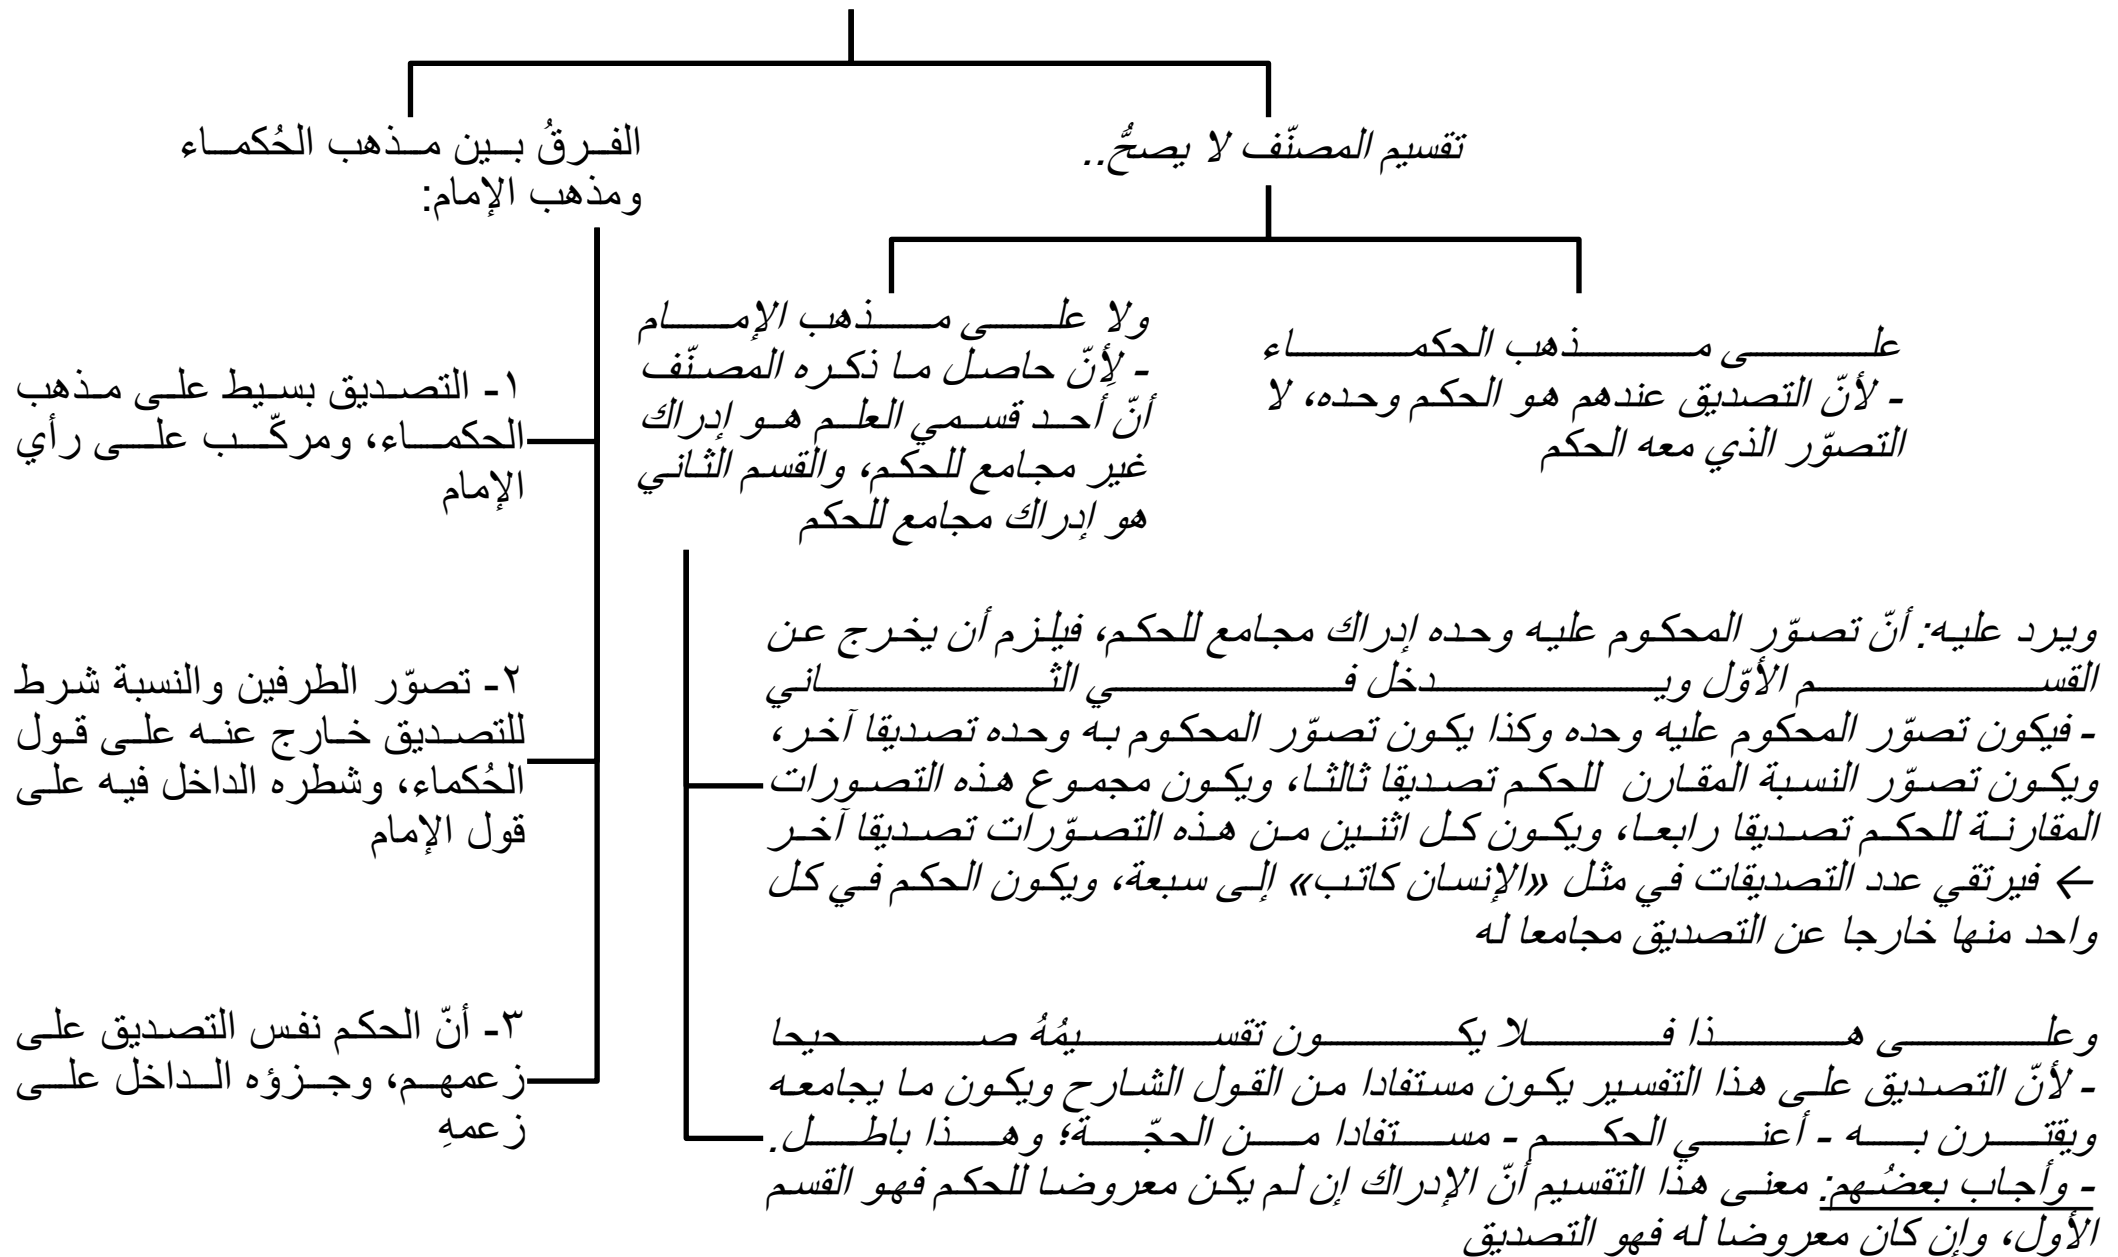 تقسيم المصنّف لا يصحُّ..
على مذهب الحكماء
- لأنّ التصديق عندهم هو الحكم وحده، لا
التصوّر الذي معه الحكم
ولا على مذهب الإمام
- لِأنّ حاصل ما ذكره المصنّف
أنّ أحد قسمي العلم هو إدراك
غير مجامع للحكم، والقسم الثاني
هو إدراك مجامع للحكم
ويرد عليه: أنّ تصوّر المحكوم عليه وحده إدراك مجامع للحكم، فيلزم أن يخرج عن
القسم الأوّل ويدخل في الثاني
- فيكون تصوّر المحكوم عليه وحده وكذا يكون تصوّر المحكوم به وحده تصديقا آخر،
ويكون تصوّر النسبة المقارن للحكم تصديقا ثالثا، ويكون مجموع هذه التصورات
المقارنة للحكم تصديقا رابعا، ويكون كل اثنين من هذه التصوّرات تصديقا آخر
← فيرتقي عدد التصديقات في مثل «الإنسان كاتب» إلى سبعة، ويكون الحكم في كل
واحد منها خارجا عن التصديق مجامعا له
وعلى هذا فلا يكون تقسيمُهُ صحيحا
- لأنّ التصديق على هذا التفسير يكون مستفادا من القول الشارح ويكون ما يجامعه
ويقترن به - أعني الحكم - مستفادا من الحجّة؛ وهذا باطل.
- وأجاب بعضُهم: معنى هذا التقسيم أنّ الإدراك إن لم يكن معروضا للحكم فهو القسم
الأول، وإن كان معروضا له فهو التصديق
الفرقُ بين مذهب الحُكماء
ومذهب الإمام:
١- التصديق بسيط على مذهب
الحكماء، ومركّب على رأي
الإمام
٢- تصوّر الطرفين والنسبة شرط
للتصديق خارج عنه على قول
الحُكماء، وشطره الداخل فيه على
قول الإمام
٣- أنّ الحكم نفس التصديق على
زعمهم، وجزؤه الداخل على
زعمهِ